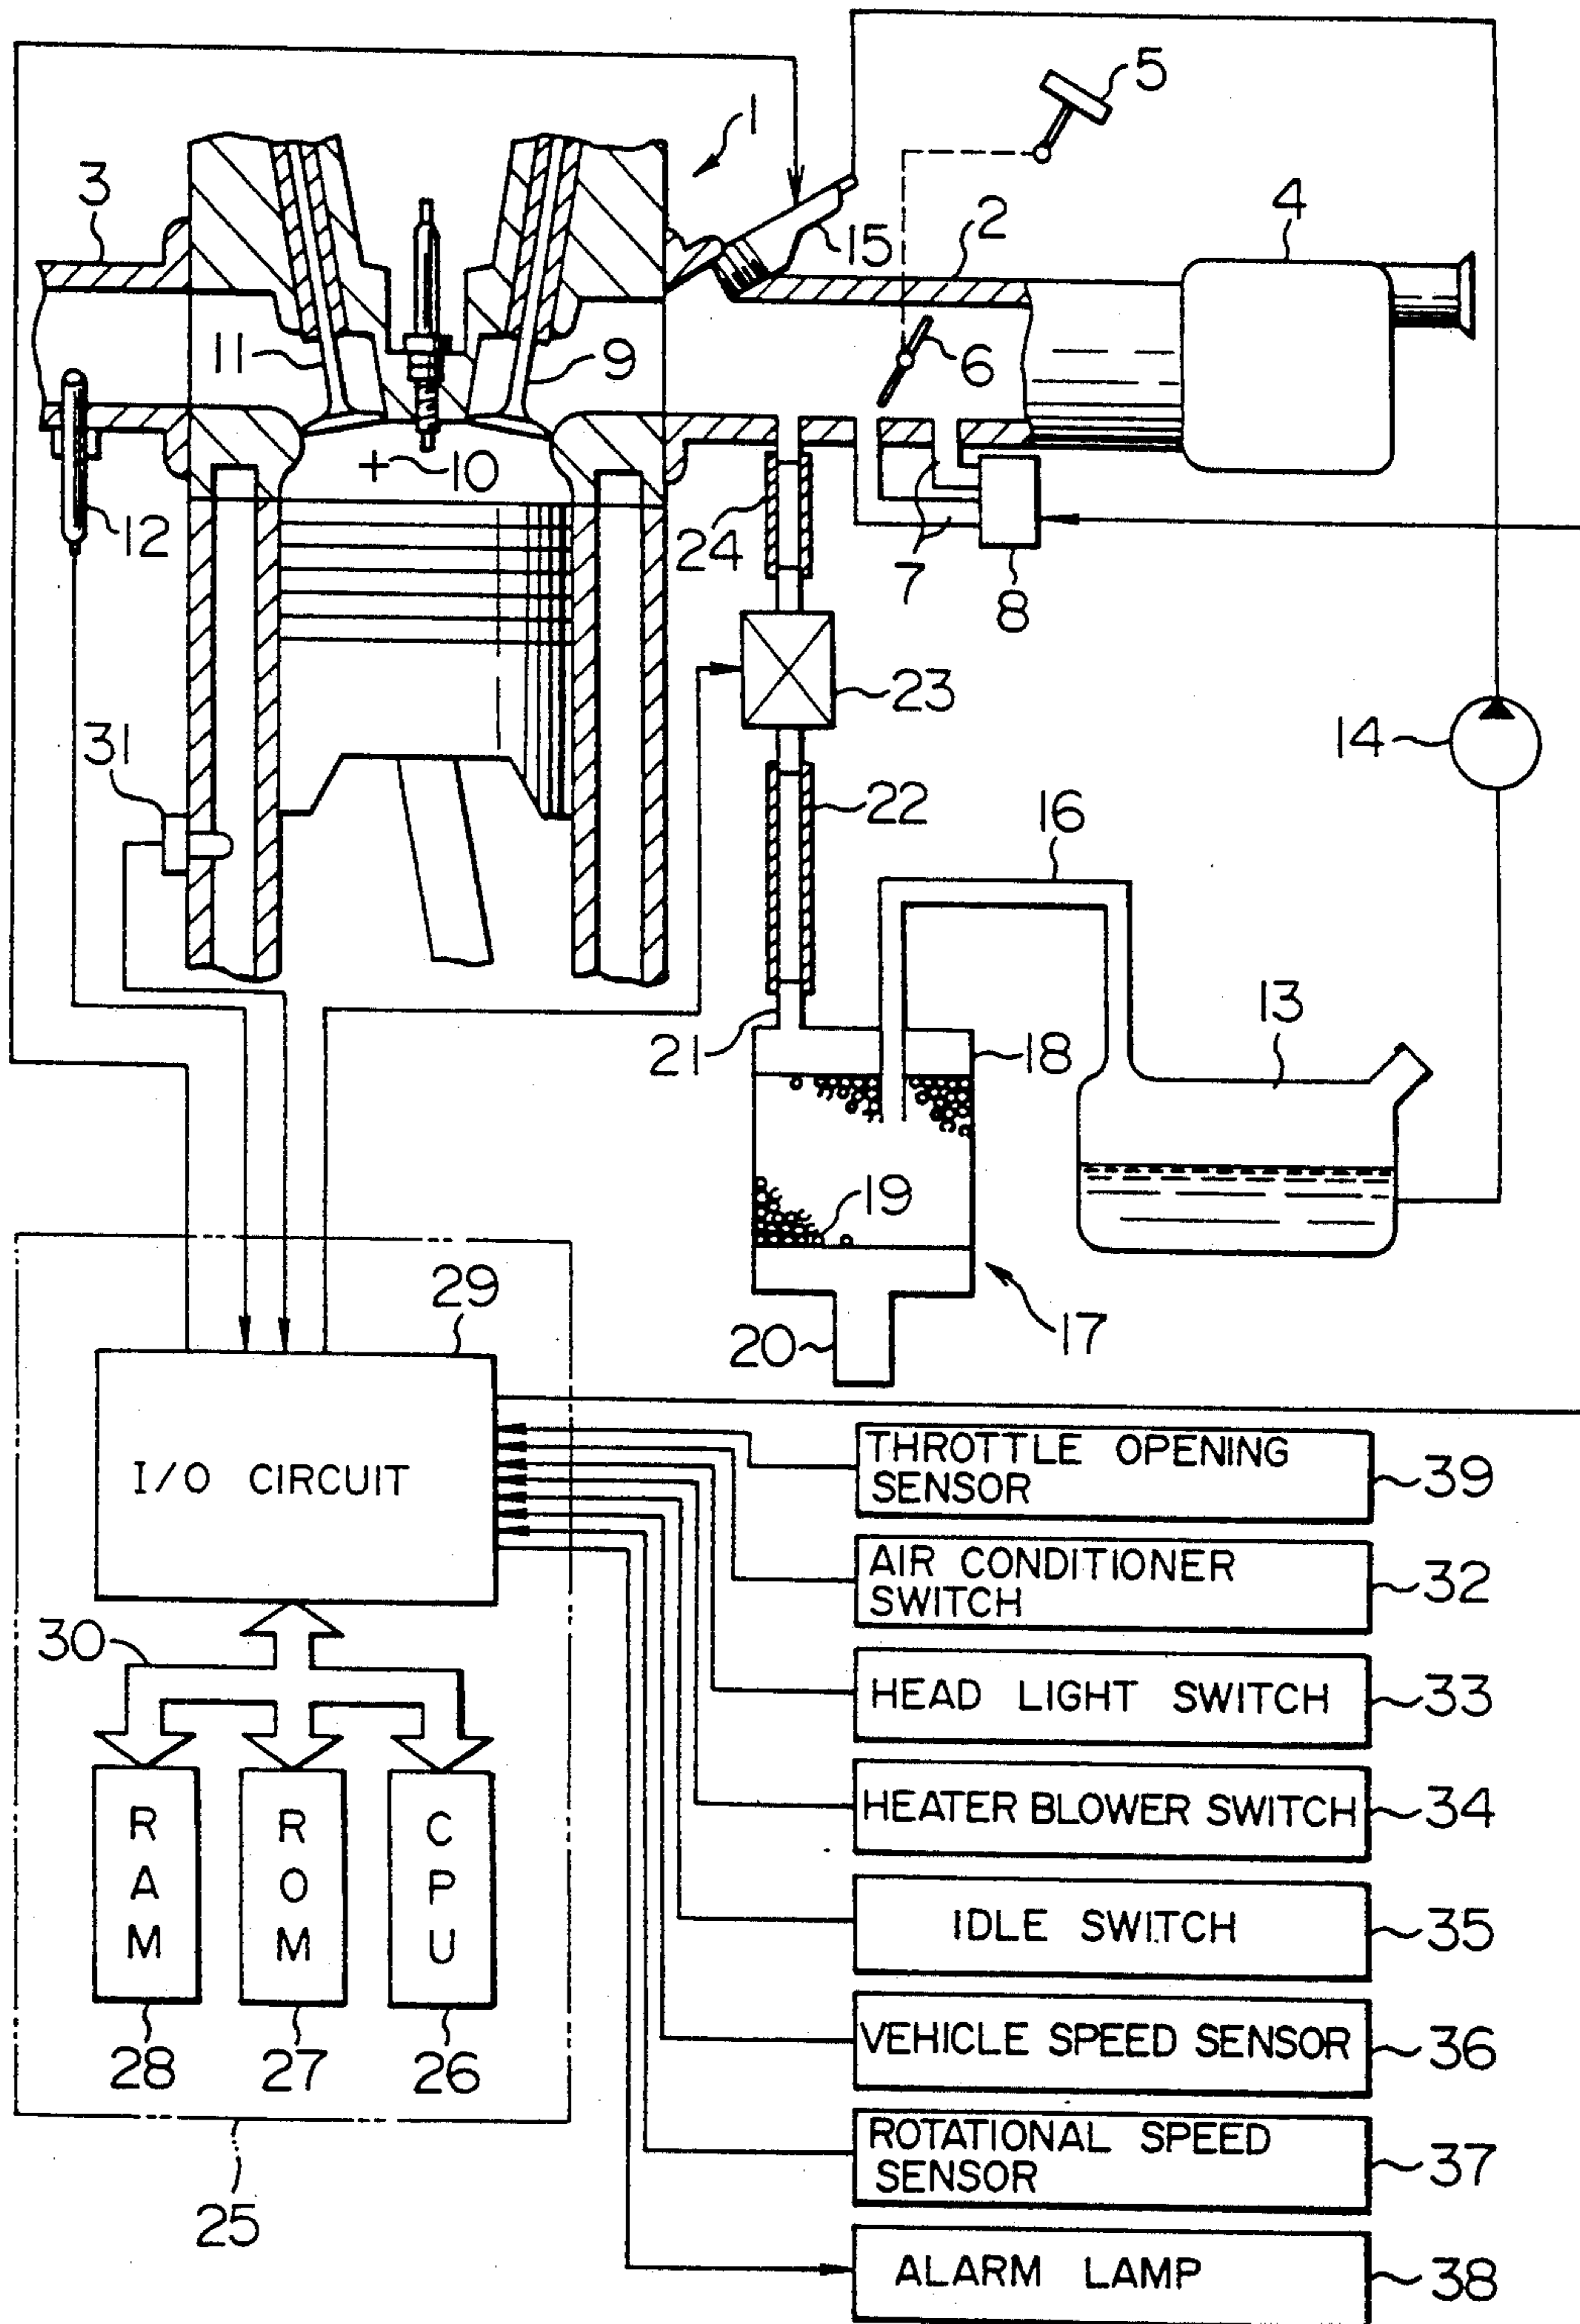 1
5
3
2
4
15
11
9
6
10
12
24
7
8
23
14
31
22
16
21
18
13
19
29
20
17
I/O CIRCUIT
THROTTLE OPENING
SENSOR
39
AIR CONDITIONER
SWITCH
32
30
HEAD LIGHT SWITCH
33
HEATER BLOWER SWITCH
34
RAM
ROM
CPU
IDLE SWITCH
35
28
27
26
VEHICLE SPEED SENSOR
36
ROTATIONAL SPEED
SENSOR
37
25
ALARM LAMP
38